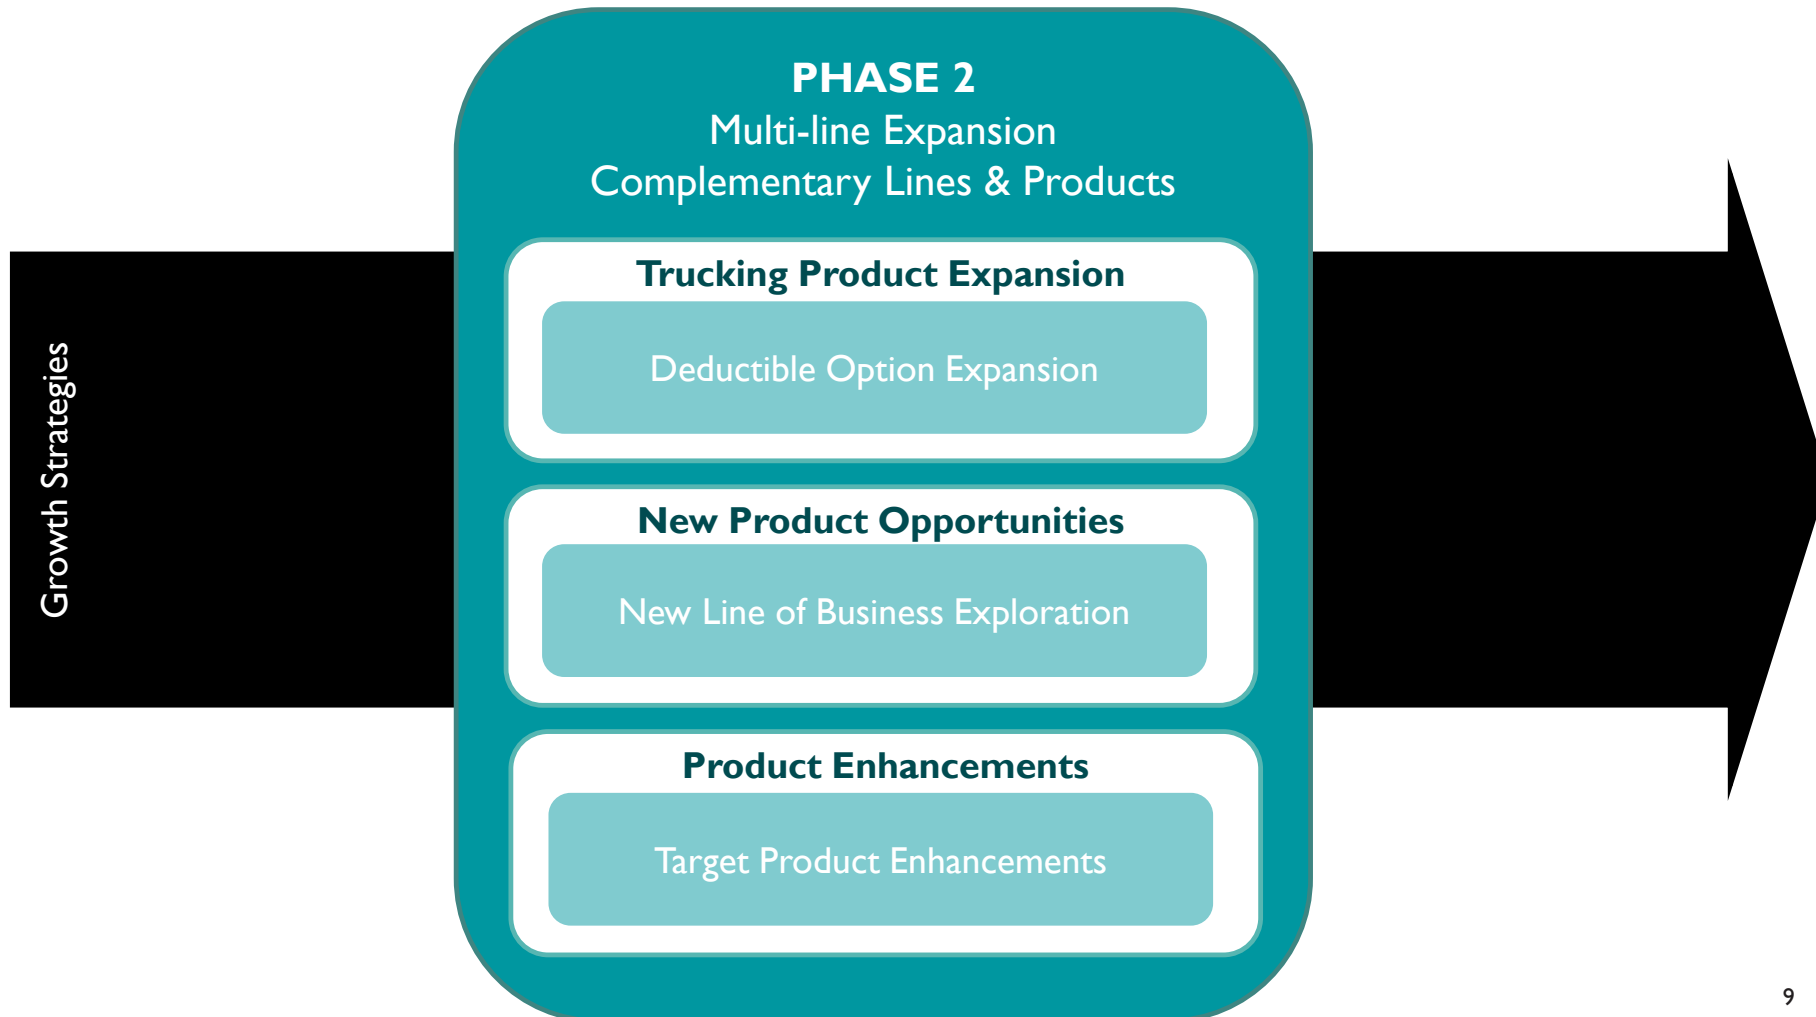 Growth Strategies
PHASE 2
Multi-line Expansion
Complementary Lines & Products
Trucking Product Expansion
Deductible Option Expansion
New Product Opportunities
New Line of Business Exploration
Product Enhancements
Target Product Enhancements
9